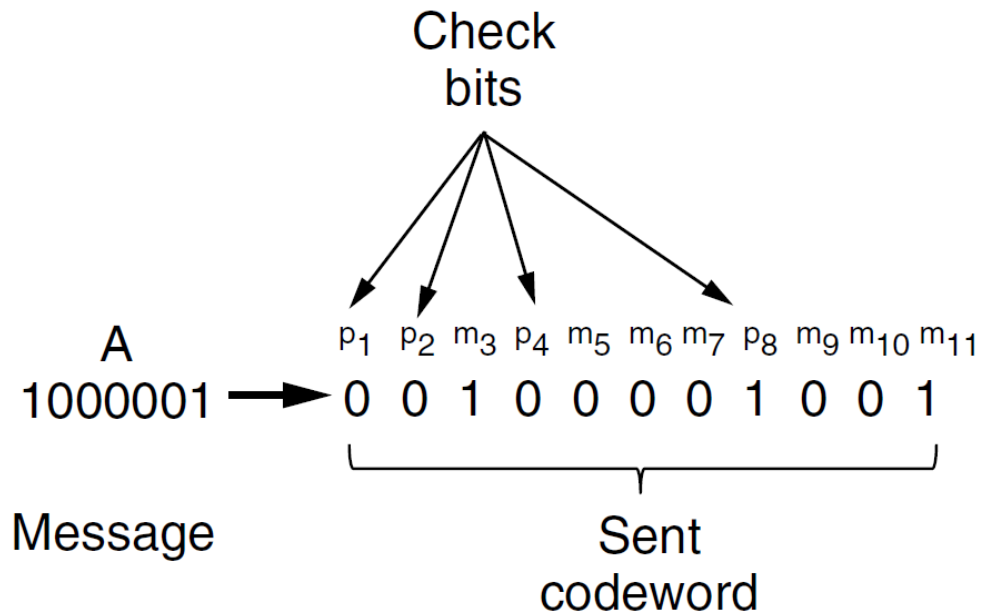 Check
bits
A
p1 p2 m3 p4 m5 m6 m7 p8 m9 m10 m11
1000001 0 0 1 0 0 0 0 1 0 0 1
Message
Sent
codeword